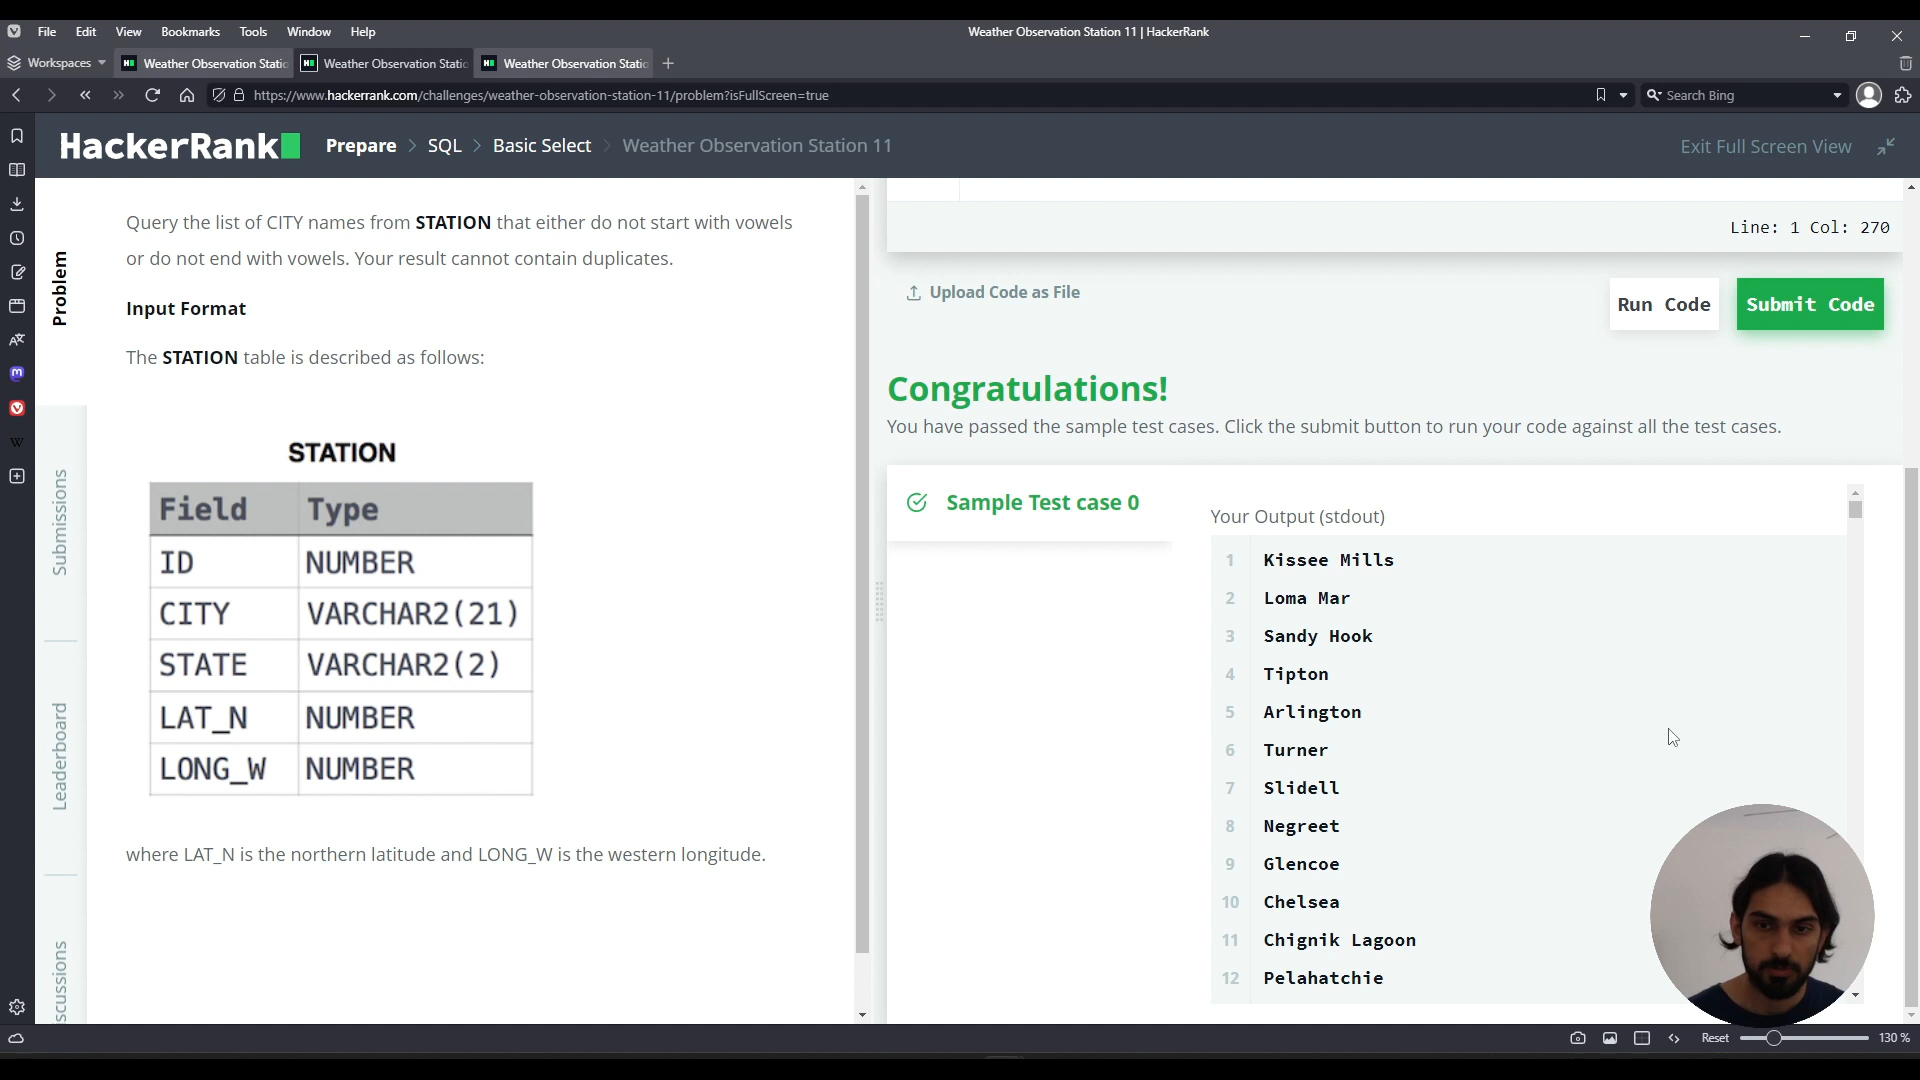 File Edit View Bookmarks Tools Window Help
Weather Observation Station 11 | HackerRank
Workspaces
Weather Observation Static
Weather Observation Static
Weather Observation Static
https://www.hackerrank.com/challenges/weather-observation-station-11/problem?isFullScreen=true
Search Bing
HackerRank
Prepare > SQL > Basic Select > Weather Observation Station 11
Exit Full Screen View
Problem
Submissions
Leaderboard
scussions
Query the list of CITY names from STATION that either do not start with vowels
or do not end with vowels. Your result cannot contain duplicates.
Input Format
The STATION table is described as follows:
STATION
Field Type
ID NUMBER
CITY VARCHAR2(21)
STATE VARCHAR2(2)
LAT_N NUMBER
LONG_W NUMBER
where LAT_N is the northern latitude and LONG_W is the western longitude.
Line: 1 Col: 270
Upload Code as File
Run Code
Submit Code
Congratulations!
You have passed the sample test cases. Click the submit button to run your code against all the test cases.
Sample Test case 0
Your Output (stdout)
1 Kissee Mills
2 Loma Mar
3 Sandy Hook
4 Tipton
5 Arlington
6 Turner
7 Slidell
8 Negreet
9 Glencoe
10 Chelsea
11 Chignik Lagoon
12 Pelahatchie
Reset
130 %